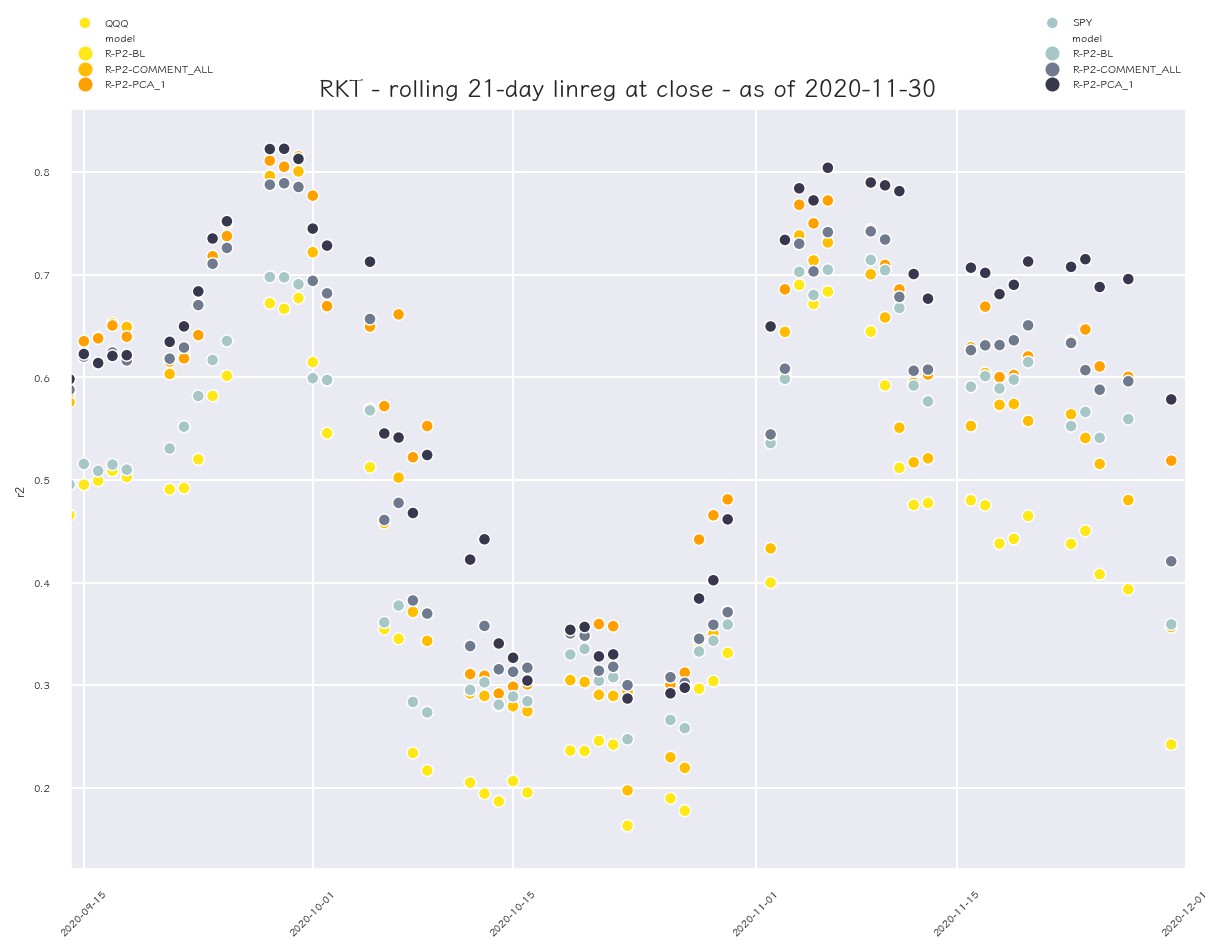 QQQ
model
R-P2-BL
R-P2-COMMENT_ALL
R-P2-PCA_1
SPY
model
R-P2-BL
R-P2-COMMENT_ALL
R-P2-PCA_1
RKT - rolling 21-day linreg at close - as of 2020-11-30
0.8
0.7
0.6
0.5
0.4
0.3
0.2
r2
2020-09-15
2020-10-01
2020-10-15
2020-11-01
2020-11-15
2020-12-01